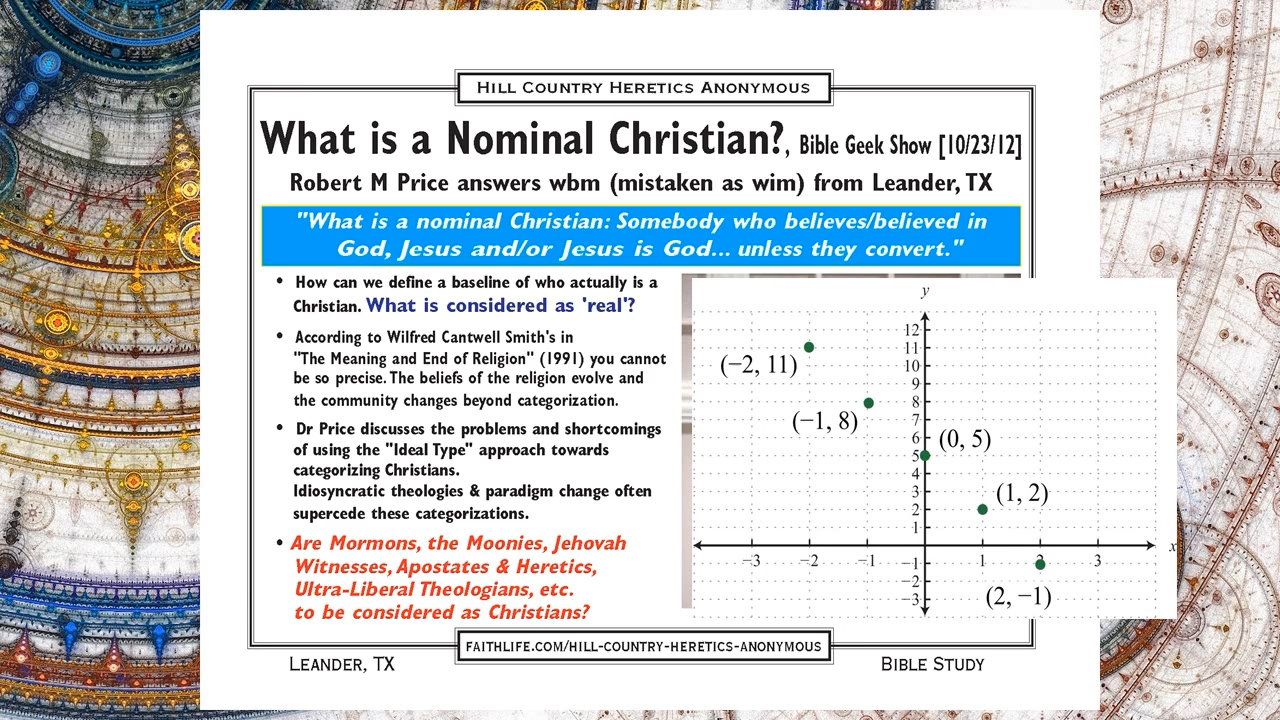 HILL COUNTRY HERETICS ANONYMOUS
What is a Nominal Christian?, Bible Geek Show [10/23/12]
Robert M Price answers wbm (mistaken as wim) from Leander, TX
"What is a nominal Christian: Somebody who believes/believed in
God, Jesus and/or Jesus is God... unless they convert."
• How can we define a baseline of who actually is a
Christian. What is considered as 'real'?
• According to Wilfred Cantwell Smith's in
"The Meaning and End of Religion" (1991) you cannot
be so precise. The beliefs of the religion evolve and
the community changes beyond categorization.
• Dr Price discusses the problems and shortcomings
of using the "Ideal Type" approach towards
categorizing Christians.
Idiosyncratic theologies & paradigm change often
supercede these categorizations.
• Are Mormons, the Moonies, Jehovah
Witnesses, Apostates & Heretics,
Ultra-Liberal Theologians, etc.
to be considered as Christians?
y
12
11
(−2, 11)
10
9
8
(−1, 8)
7
6
(0, 5)
5
4
3
(1, 2)
2
1
x
−3 −2 −1 1 2 3
−1
−2
(2, −1)
−3
FAITHLIFE.COM/HILL-COUNTRY-HERETICS-ANONYMOUS
LEANDER, TX
BIBLE STUDY